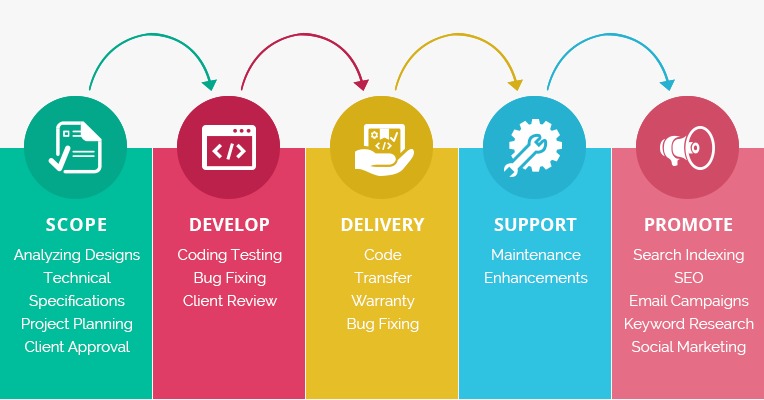 SCOPE
Analyzing Designs
Technical
Specifications
Project Planning
Client Approval
DEVELOP
Coding Testing
Bug Fixing
Client Review
DELIVERY
Code
Transfer
Warranty
Bug Fixing
SUPPORT
Maintenance
Enhancements
PROMOTE
Search Indexing
SEO
Email Campaigns
Keyword Research
Social Marketing